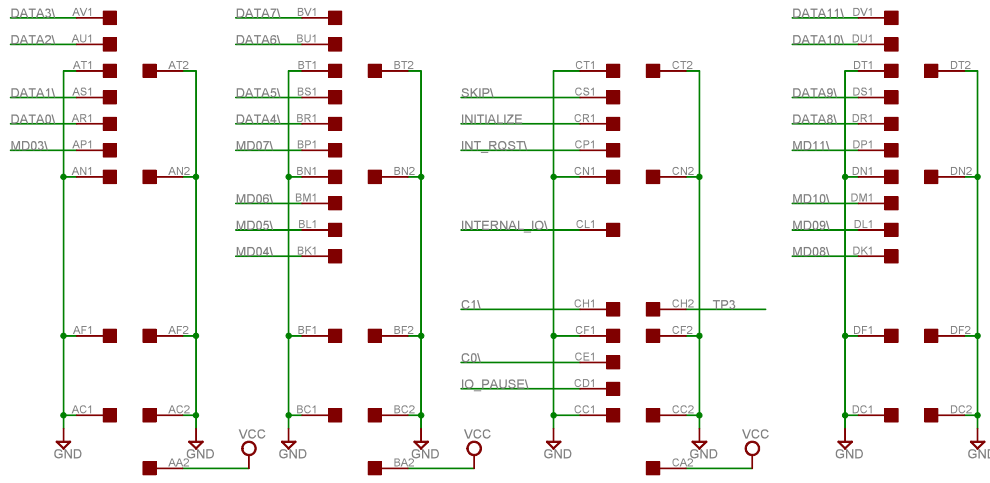 DATA3\ AV1
DATA2\ AU1
AT1 AT2
DATA1\ AS1
DATA0\ AR1
MD03\ AP1
AN1 AN2
AF1 AF2
AC1 AC2
GND GND
VCC
AA2
DATA7\ BV1
DATA6\ BU1
BT1 BT2
DATA5\ BS1
DATA4\ BR1
MD07\ BP1
BN1 BN2
MD06\ BM1
MD05\ BL1
MD04\ BK1
BF1 BF2
BC1 BC2
GND GND
VCC
BA2
CT1 CT2
SKIP\ CS1
INITIALIZE CR1
INT_RQST\ CP1
CN1 CN2
INTERNAL_IO\ CL1
C1\ CH1 CH2 TP3
CF1 CF2
C0\ CE1
IO_PAUSE\ CD1
CC1 CC2
GND GND
VCC
CA2
DATA11\ DV1
DATA10\ DU1
DT1 DT2
DATA9\ DS1
DATA8\ DR1
MD11\ DP1
DN1 DN2
MD10\ DM1
MD09\ DL1
MD08\ DK1
DF1 DF2
DC1 DC2
GND GND